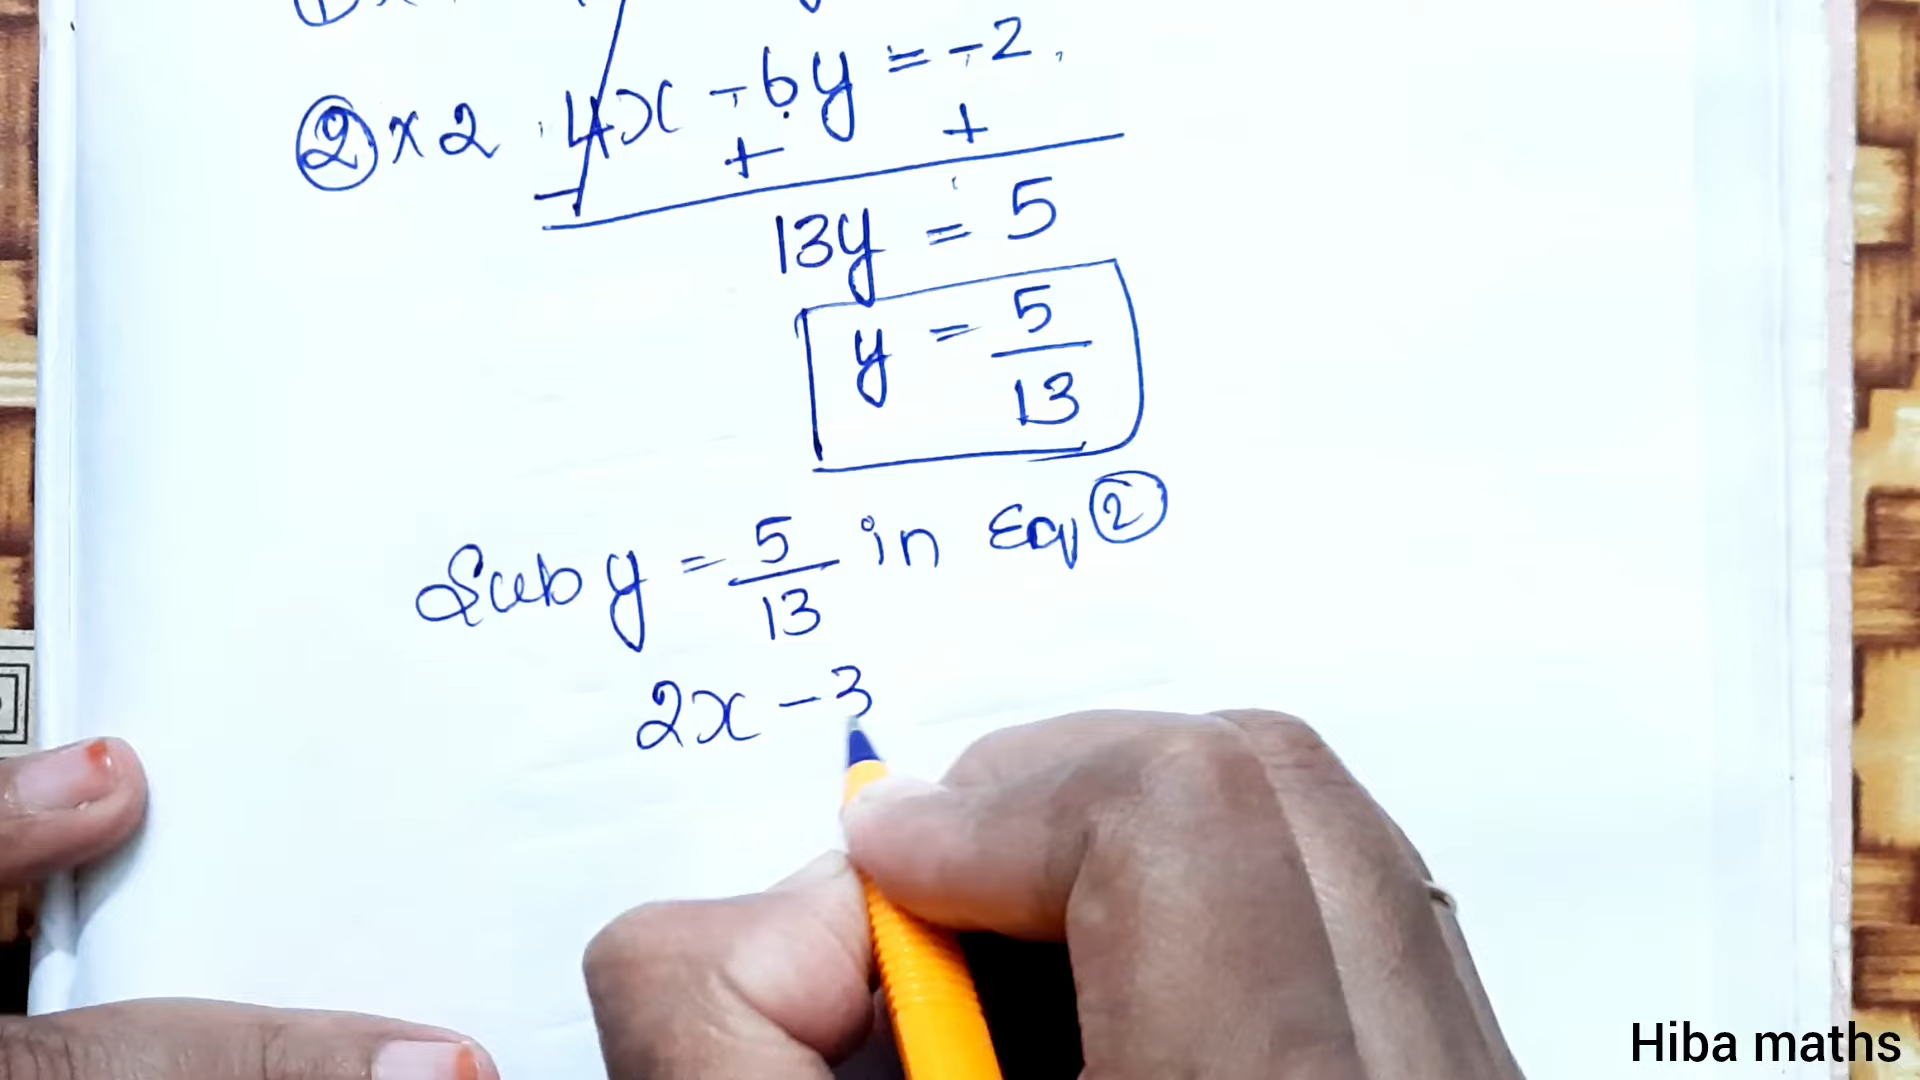 ② × 2 4x - 6y = -2
- + +
13y = 5
y = 5/13
Sub y = 5/13 in Eq ②
2x - 3
Hiba maths